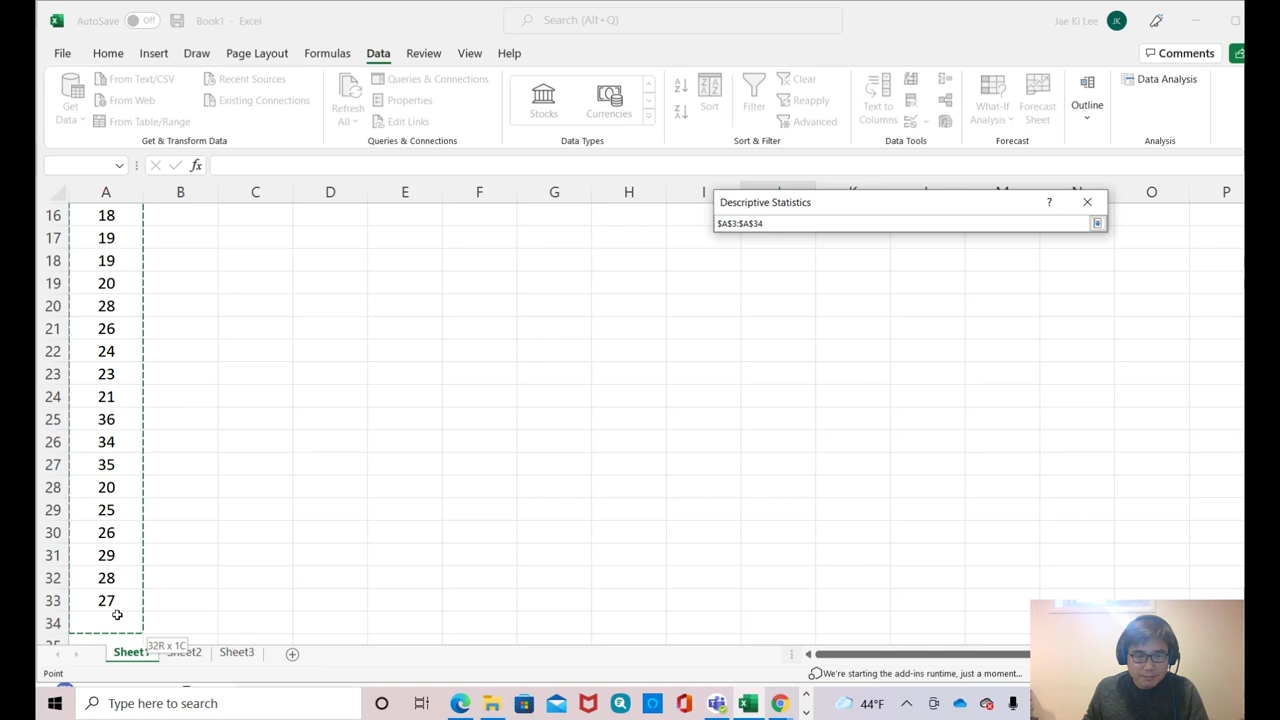 AutoSave Off Book1 - Excel Search (Alt+Q) Jae Ki Lee JK
File Home Insert Draw Page Layout Formulas Data Review View Help Comments
Get Data
From Text/CSV
From Web
From Table/Range
Recent Sources
Existing Connections
Get & Transform Data
Refresh All
Queries & Connections
Properties
Edit Links
Queries & Connections
Stocks
Currencies
Data Types
Sort
Filter
Clear
Reapply
Advanced
Sort & Filter
Text to Columns
Data Tools
What-If Analysis
Forecast Sheet
Forecast
Outline
Data Analysis
Analysis
fx
A B C D E F G H I O P
Descriptive Statistics ?
$A$3:$A$34
16 18
17 19
18 19
19 20
20 28
21 26
22 24
23 23
24 21
25 36
26 34
27 35
28 20
29 25
30 26
31 29
32 28
33 27
34
32R x 1C
Sheet1 Sheet2 Sheet3
Point We're starting the add-ins runtime, just a moment...
Type here to search 44°F